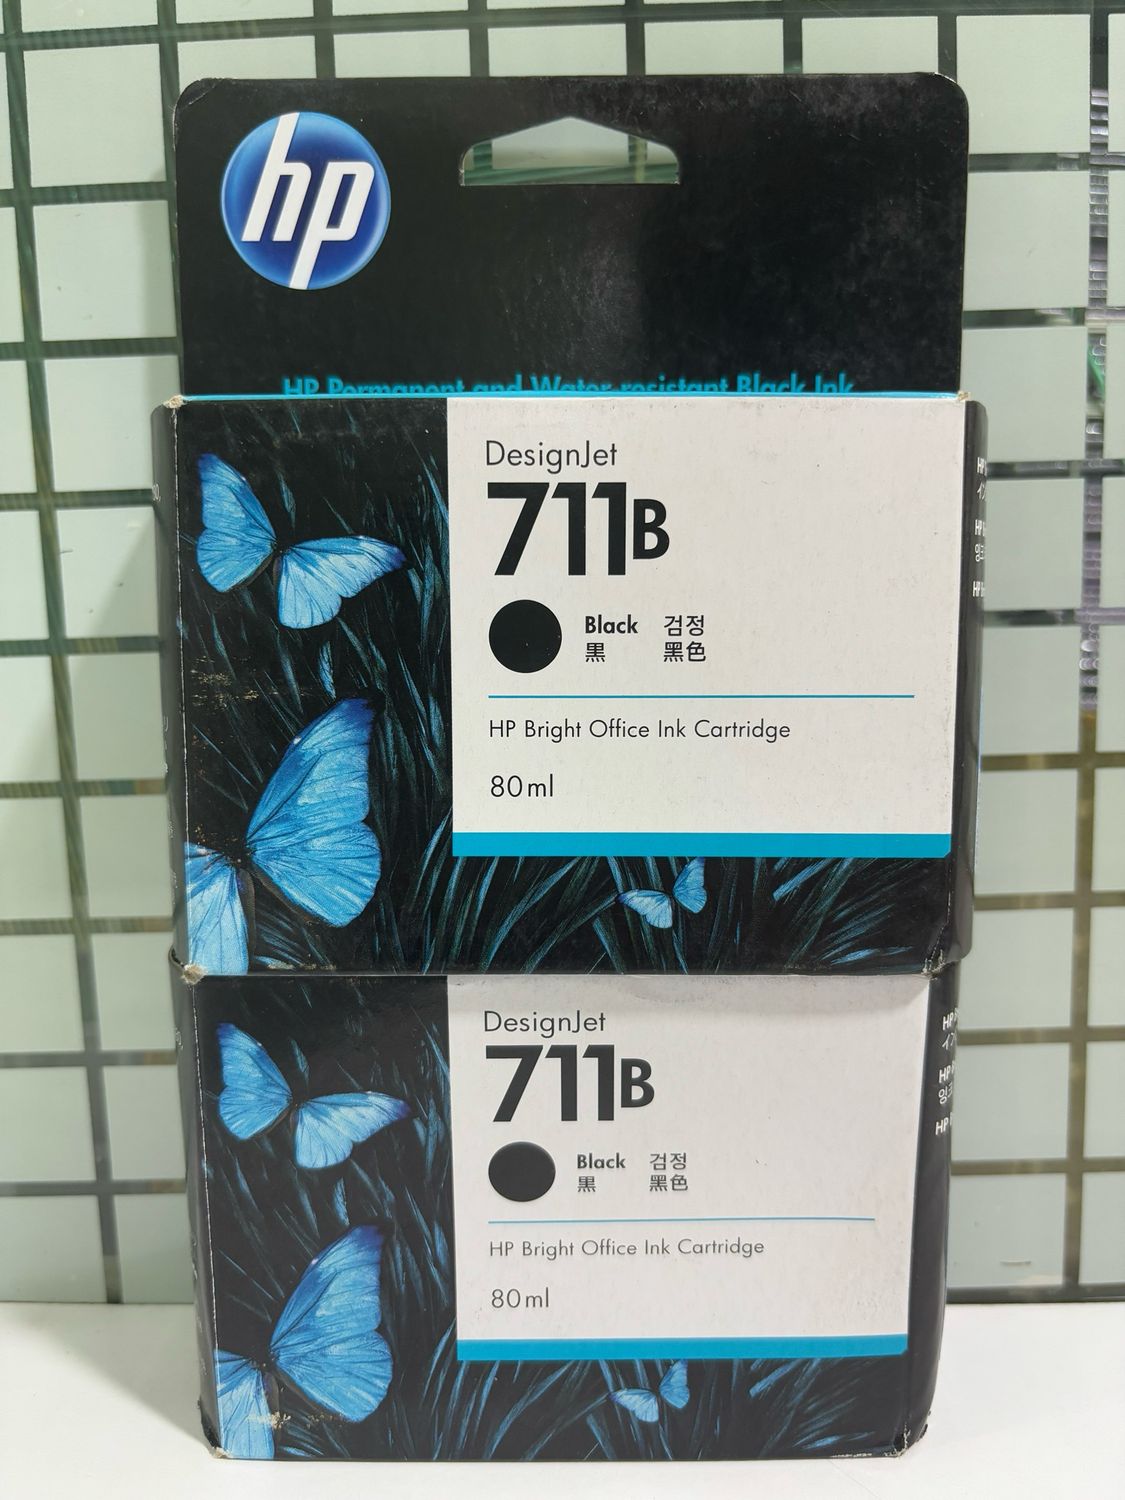 hp
HP Permanent and Water-resistant Black Ink
DesignJet
711B
Black 검정
黒 黑色
HP Bright Office Ink Cartridge
80ml
DesignJet
711B
Black 검정
黒 黑色
HP Bright Office Ink Cartridge
80ml